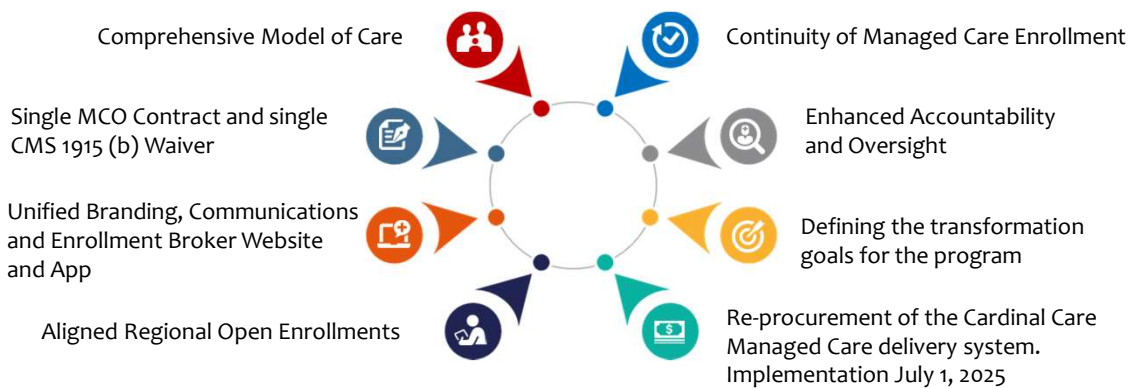 Comprehensive Model of Care
Single MCO Contract and single
CMS 1915 (b) Waiver
Unified Branding, Communications
and Enrollment Broker Website
and App
Aligned Regional Open Enrollments
Continuity of Managed Care Enrollment
Enhanced Accountability
and Oversight
Defining the transformation
goals for the program
$
Re-procurement of the Cardinal Care
Managed Care delivery system.
Implementation July 1, 2025